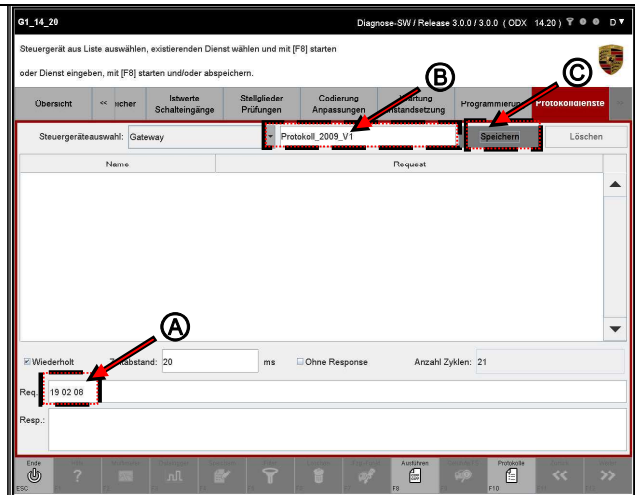 G1_14_20 Diagnose-SW / Release 3.0.0 / 3.0.0 ( ODX 14.20 ) D
Steuergerät aus Liste auswählen, existierenden Dienst wählen und mit [F8] starten
oder Dienst eingeben, mit [F8] starten und/oder abspeichern.
B
C
Übersicht << Istwerte Schalteingänge Stellglieder Prüfungen Codierung Anpassungen Programmierung Protokolldienste
Steuergeräteauswahl: Gateway Protokoll_2009_V1 Speichern Löschen
Name Request
A
Wiederholt 20 ms Ohne Response Anzahl Zyklen: 21
Req. 19 02 08
Resp.:
Ende Ausführen Protokolle
? << >>
ESC F8 F10